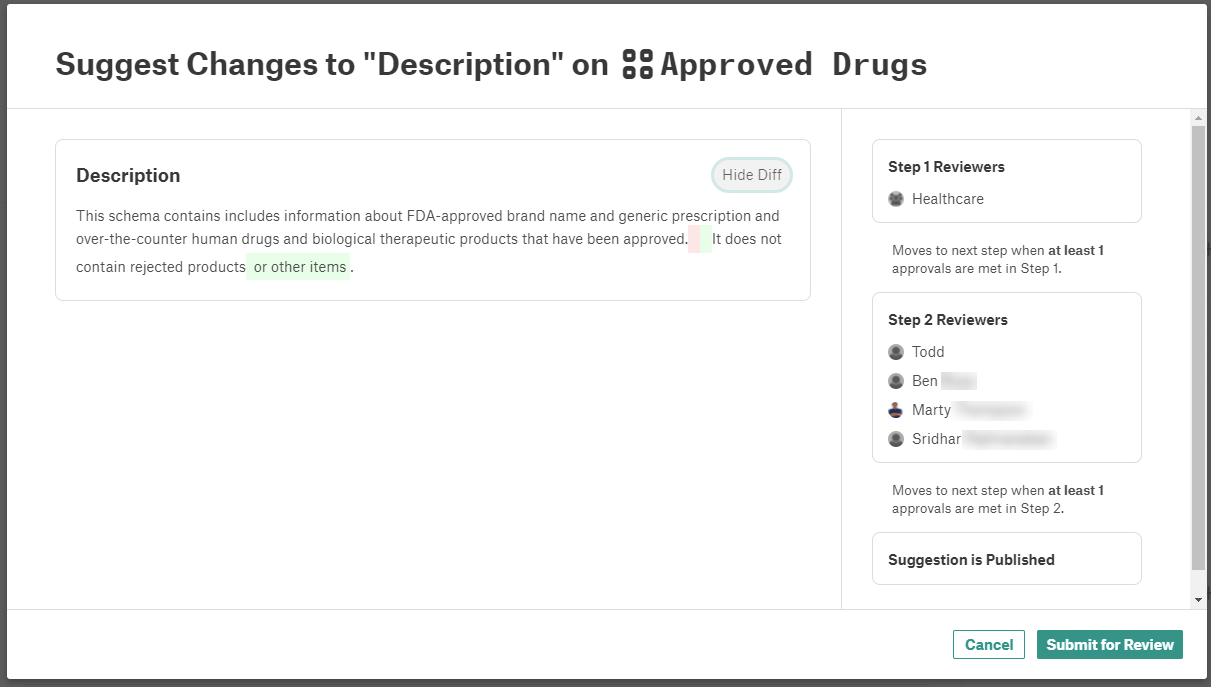 Suggest Changes to "Description" on Approved Drugs
Description
Hide Diff
This schema contains includes information about FDA-approved brand name and generic prescription and
over-the-counter human drugs and biological therapeutic products that have been approved. It does not
contain rejected products or other items .
Step 1 Reviewers
Healthcare
Moves to next step when at least 1
approvals are met in Step 1.
Step 2 Reviewers
Todd
Ben
Marty
Sridhar
Moves to next step when at least 1
approvals are met in Step 2.
Suggestion is Published
Cancel
Submit for Review